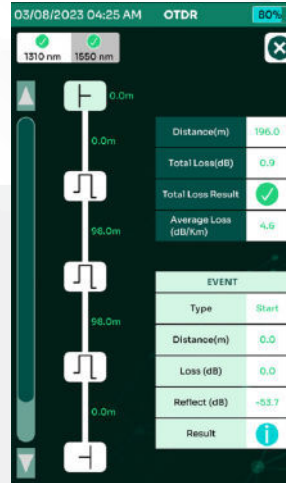 03/08/2023 04:25 AM OTDR 80%
1310 nm 1550 nm
0.0m
0.0m
98.0m
98.0m
0.0m
Distance(m) 196.0
Total Loss(dB) 0.9
Total Loss Result
Average Loss
(dB/Km) 4.6
EVENT
Type Start
Distance(m) 0.0
Loss (dB) 0.0
Reflect (dB) -53.7
Result